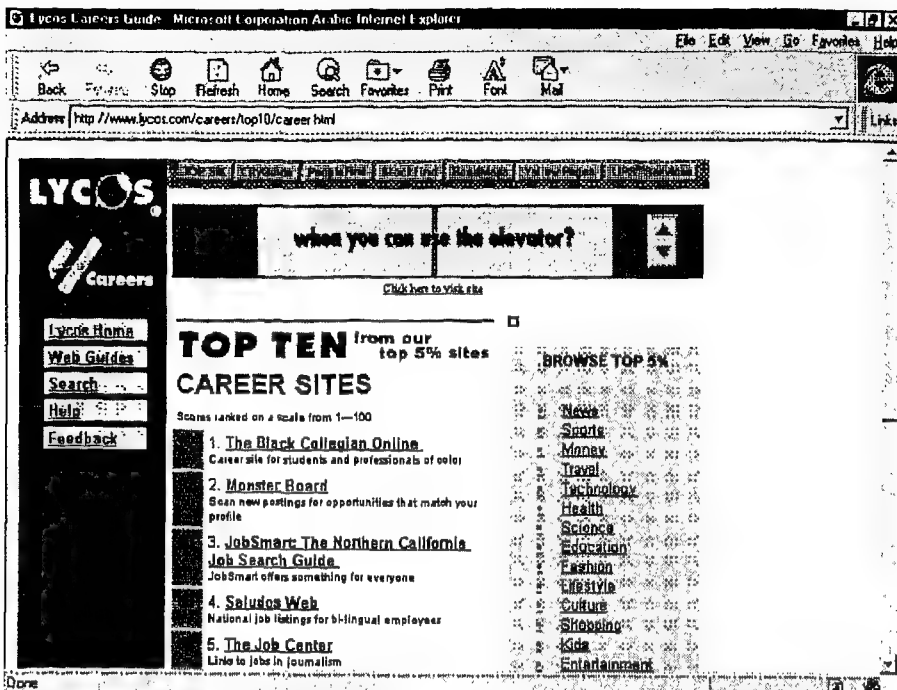 Lycos Careers Guide - Microsoft Corporation Arabic Internet Explorer
File Edit View Go Favorites Help
Back Stop Refresh Home Search Favorites Print Font Mail
Address http://www.lycos.com/careers/top10/career html
Links
LYCOS
when you can use the elevator?
Careers
Click here to visit site
Lycos Home
Web Guides
Search
Help
Feedback
TOP TEN from our
top 5% sites
CAREER SITES
Scores ranked on a scale from 1—100
1. The Black Collegian Online
Career site for students and professionals of color
2. Monster Board
Scan new postings for opportunities that match your
profile
3. JobSmart: The Northern California
Job Search Guide
JobSmart offers something for everyone
4. Saludos Web
National job listings for bi-lingual employees
5. The Job Center
Links to jobs in journalism
BROWSE TOP 5%
News
Sports
Money
Travel
Technology
Health
Science
Education
Fashion
Lifestyle
Culture
Shopping
Kids
Entertainment
Done